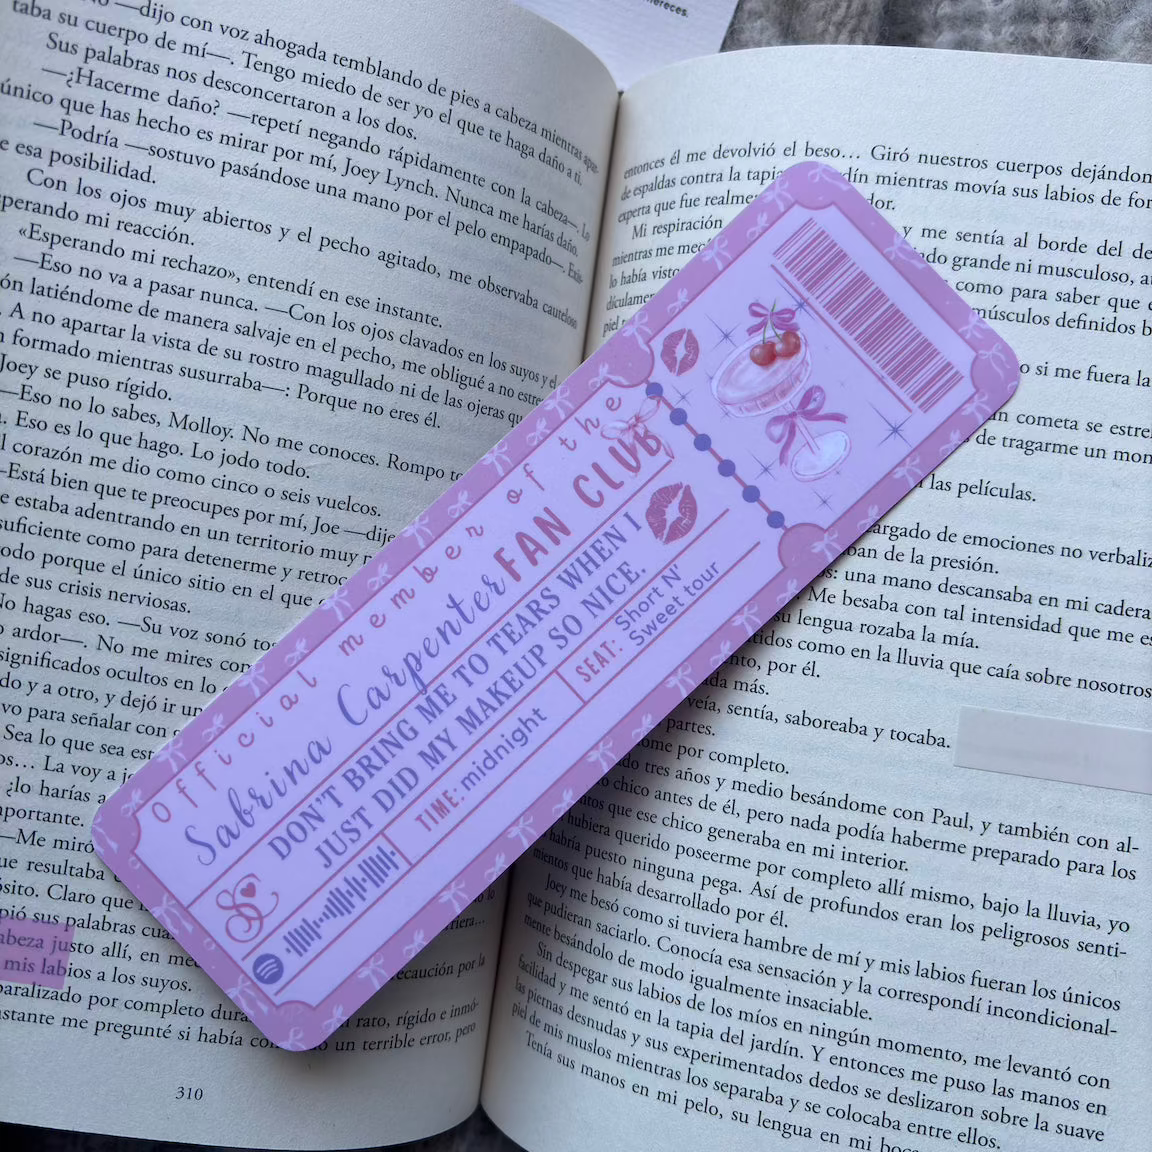 —dijo con voz ahogada temblando de pies a cabeza mientras
taba su cuerpo de mí—. Tengo miedo de ser yo el que te haga daño a ti.
Sus palabras nos desconcertaron a los dos.
—¿Hacerme daño? —repetí negando rápidamente con la cabeza—. Lo
único que has hecho es mirar por mí, Joey Lynch. Nunca me harías daño.
—Podría —sostuvo pasándose una mano por el pelo empapado—.
esa posibilidad.
Con los ojos muy abiertos y el pecho agitado, me observaba cauteloso
esperando mi reacción.
«Esperando mi rechazo», entendí en ese instante.
—Eso no va a pasar nunca. —Con los ojos clavados en los suyos y el
latiéndome de manera salvaje en el pecho, me obligué a no
A no apartar la vista de su rostro magullado ni de las ojeras
formado mientras susurraba—: Porque no eres él.
Joey se puso rígido.
—Eso no lo sabes, Molloy. No me conoces. Rompo
Eso es lo que hago. Lo jodo todo.
corazón me dio como cinco o seis vuelcos.
—Está bien que te preocupes por mí, Joe —dije
estaba adentrando en un territorio muy
suficiente como para detenerme y
porque el único sitio en el que
de sus crisis nerviosas.
No hagas eso. —Su voz sonó
ardor—. No me mires con
significados ocultos en lo
y a otro, y dejó ir
para señalar con
Sea lo que sea
La voy a
¿lo harías a
—Me miró
que resultaba
Claro que
sus palabras
cabeza justo allí, en
mis labios a los suyos.
paralizado por completo
rato, rígido e
me pregunté si había
un terrible error, pero
310
entonces él me devolvió el beso... Giró nuestros cuerpos
de espaldas contra la tapia
mientras movía sus labios de
experta que fue
Mi respiración
y me sentía al borde del
mientras me
grande ni musculoso,
lo había visto
como para saber que
músculos definidos
o si me fuera la
cometa se
de tragarme un
las películas.
cargado de emociones no
de la presión.
una mano descansaba en mi
Me besaba con tal intensidad que me
su lengua rozaba la mía.
como en la lluvia que caía sobre nosotros
por él.
más.
veía, sentía, saboreaba y tocaba.
partes.
por completo.
tres años y medio besándome con Paul, y también con al-
chico antes de él, pero nada podía haberme preparado para los
que ese chico generaba en mi interior.
hubiera querido poseerme por completo allí mismo, bajo la lluvia, yo
habría puesto ninguna pega. Así de profundos eran los peligrosos senti-
mientos que había desarrollado por él.
Joey me besó como si tuviera hambre de mí y mis labios fueran los únicos
que pudieran saciarlo. Conocía esa sensación y la correspondí incondicional-
mente besándolo de modo igualmente insaciable.
Sin despegar sus labios de los míos en ningún momento, me levantó con
facilidad y me sentó en la tapia del jardín. Y entonces me puso las manos en
las piernas desnudas y sus experimentados dedos se deslizaron sobre la suave
piel de mis muslos mientras los separaba y se colocaba entre ellos.
Tenía sus manos en mi pelo, su lengua en mi
Official member of the
Sabrina Carpenter FAN CLUB
DON'T BRING ME TO TEARS WHEN I
JUST DID MY MAKEUP SO NICE.
TIME: midnight
SEAT: Short N'
Sweet tour
SC